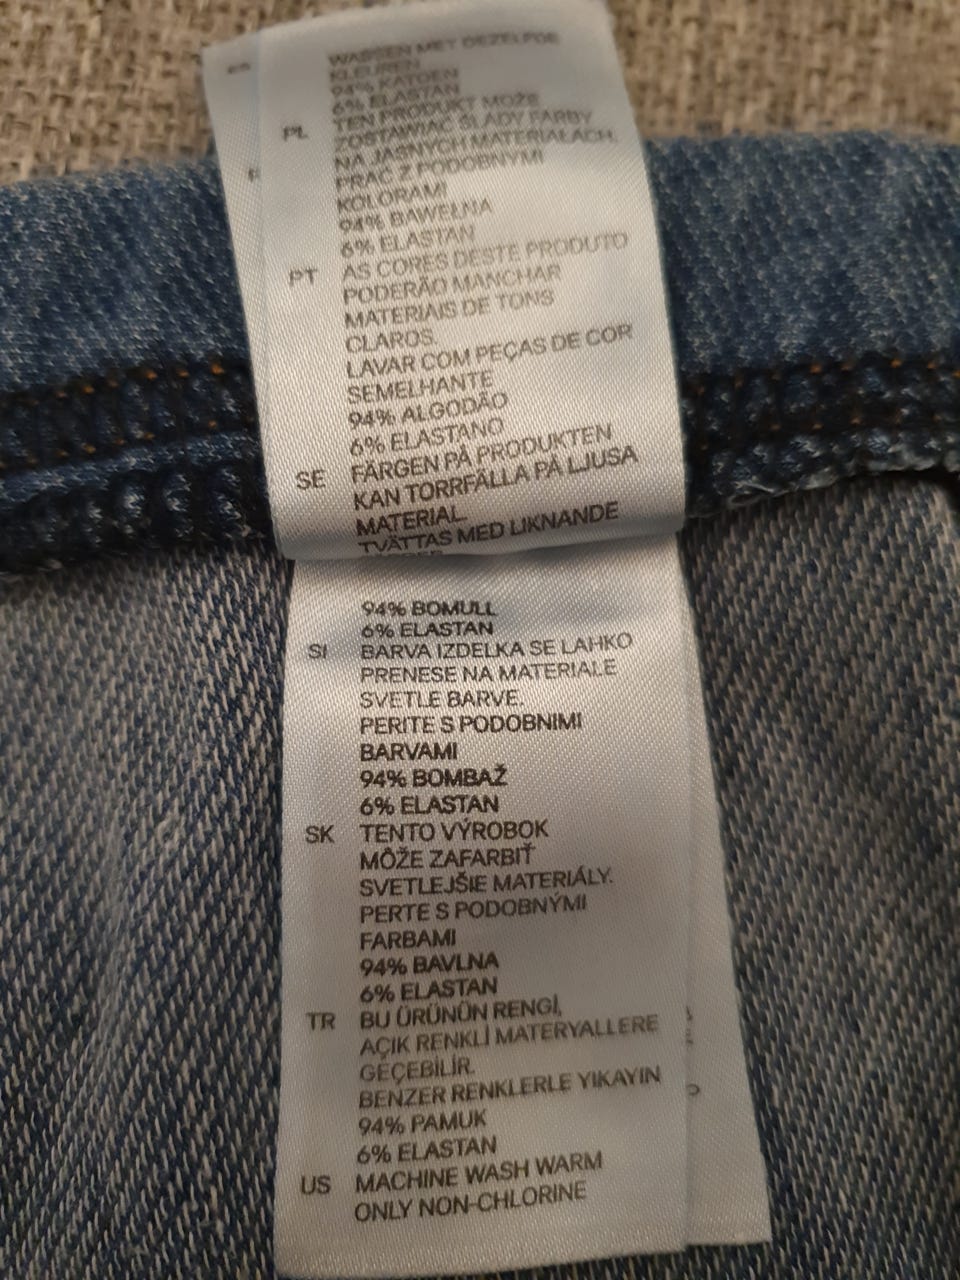 WASSEN MET DEZELFDE
KLEUREN
94% KATOEN
6% ELASTAN
PL TEN PRODUKT MOŻE
ZOSTAWIAĆ ŚLADY FARBY
NA JASNYCH MATERIAŁACH.
PRAĆ Z PODOBNYMI
KOLORAMI
94% BAWEŁNA
6% ELASTAN
PT AS CORES DESTE PRODUTO
PODERÃO MANCHAR
MATERIAIS DE TONS
CLAROS.
LAVAR COM PEÇAS DE COR
SEMELHANTE
94% ALGODÃO
6% ELASTANO
SE FÄRGEN PÅ PRODUKTEN
KAN TORRFÄLLA PÅ LJUSA
MATERIAL
TVÄTTAS MED LIKNANDE
94% BOMULL
6% ELASTAN
SI BARVA IZDELKA SE LAHKO
PRENESE NA MATERIALE
SVETLE BARVE.
PERITE S PODOBNIMI
BARVAMI
94% BOMBAŽ
6% ELASTAN
SK TENTO VÝROBOK
MÔŽE ZAFARBIŤ
SVETLEJŠIE MATERIÁLY.
PERTE S PODOBNÝMI
FARBAMI
94% BAVLNA
6% ELASTAN
TR BU ÜRÜNÜN RENGİ,
AÇIK RENKLİ MATERYALLERE
GEÇEBİLİR.
BENZER RENKLERLE YIKAYIN
94% PAMUK
6% ELASTAN
US MACHINE WASH WARM
ONLY NON-CHLORINE